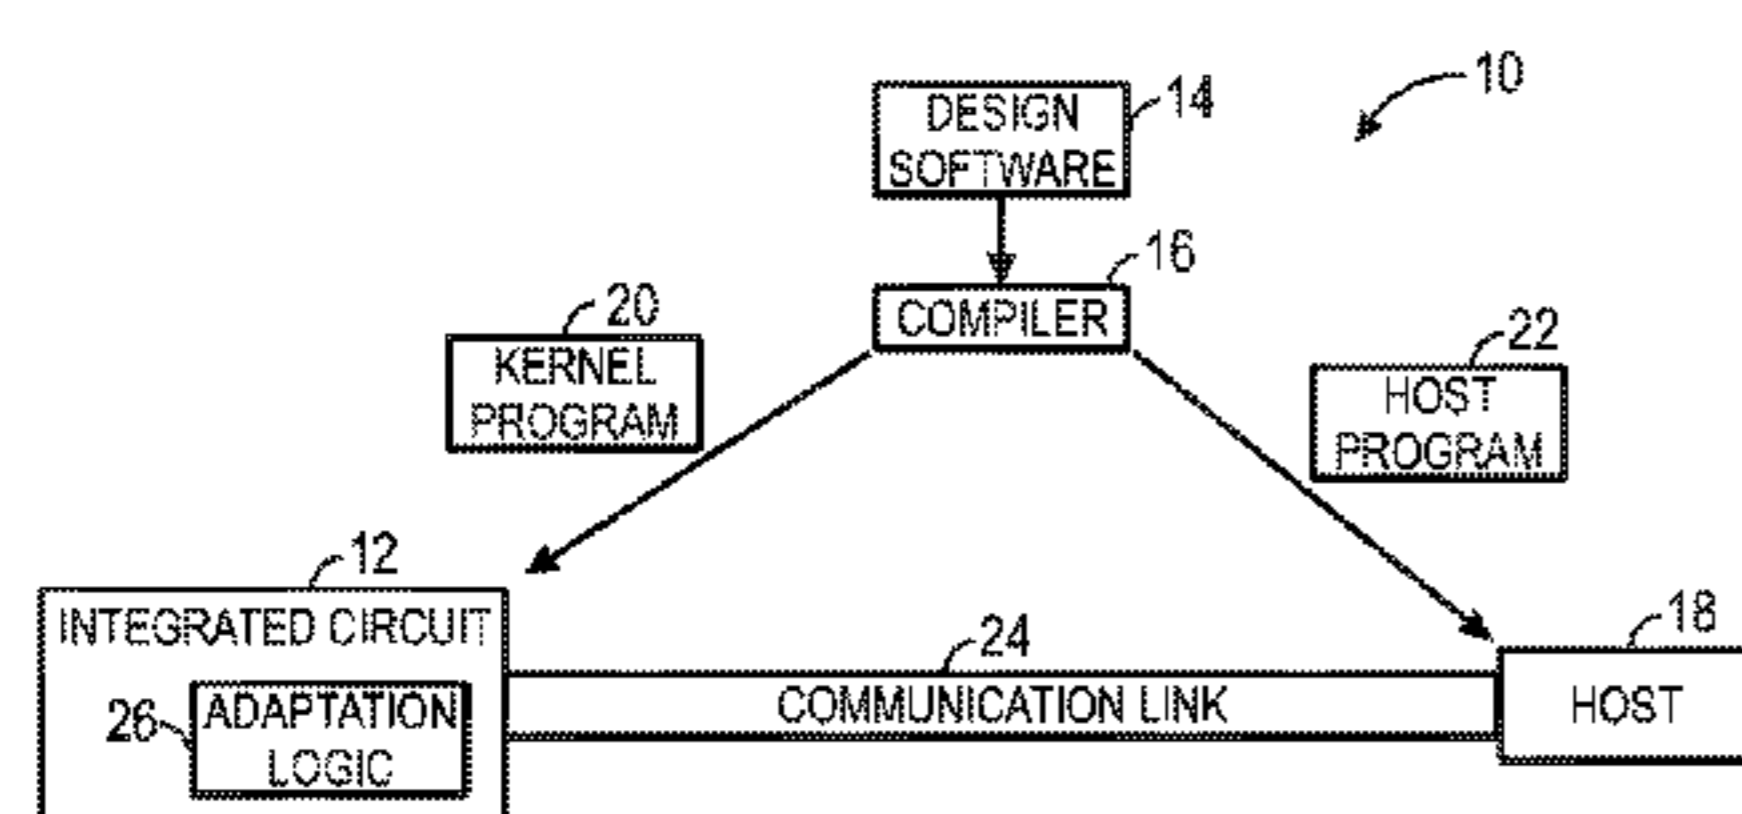 10
DESIGN
SOFTWARE
14
16
COMPILER
20
KERNEL
PROGRAM
22
HOST
PROGRAM
12
INTEGRATED CIRCUIT
26
ADAPTATION
LOGIC
24
COMMUNICATION LINK
18
HOST